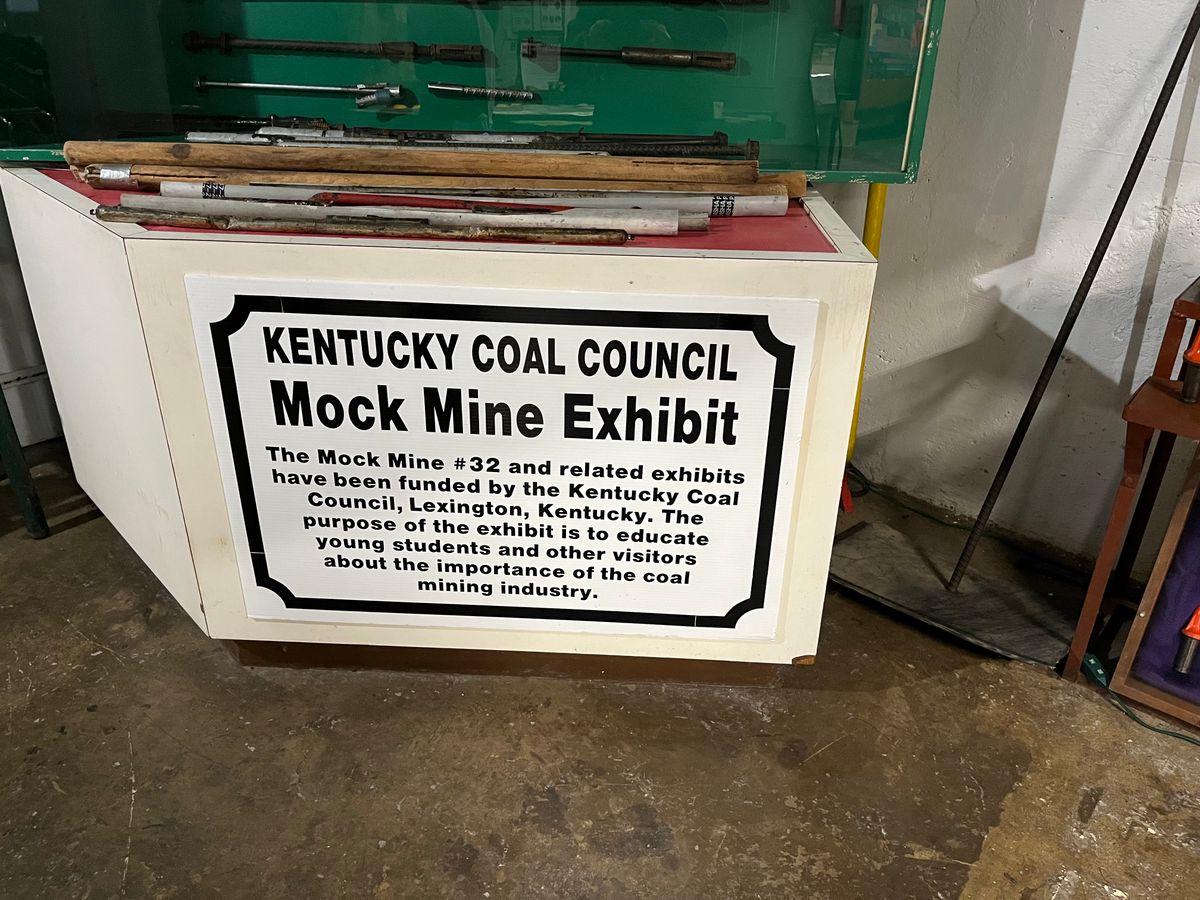 KENTUCKY COAL COUNCIL
Mock Mine Exhibit
The Mock Mine #32 and related exhibits
have been funded by the Kentucky Coal
Council, Lexington, Kentucky. The
purpose of the exhibit is to educate
young students and other visitors
about the importance of the coal
mining industry.